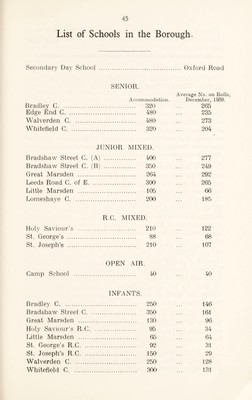 45
List of Schools in the Borough.
Secondary Day School ... Oxford Road
SENIOR.
Accommodation. Average No. on Rolls, December, 1939.
Bradley C. ... 320 ... 265
Edge End C. ... 480 ... 235
Walverden C. ... 480 ... 273
Whitefield C. ... 320 ... 204
JUNIOR MIXED.
Bradshaw Street C. (A) ... 400 ... 277
Bradshaw Street C. (B) ... 350 ... 249
Great Marsden ... 264 ... 292
Leeds Road C. of E. ... 300 ... 265
Little Marsden ... 105 ... 66
Lomeshaye C. ... 200 ... 185
R.C. MIXED.
Holy Saviour's ... 210 ... 122
St. George's ... 88 ... 68
St. Joseph's ... 210 ... 107
OPEN AIR.
Camp School ... 40 ... 40
INFANTS.
Bradley C. ... 250 ... 146
Bradshaw Street C. ... 350 ... 161
Great Marsden ... 130 ... 96
Holy Saviour's R.C. ... 95 ... 34
Little Marsden ... 65 ... 64
St. George's R.C. ... 92 ... 31
St. Joseph's R.C. ... 150 ... 29
Walverden C. ... 250 ... 128
Whitefield C. ... 300 ... 131